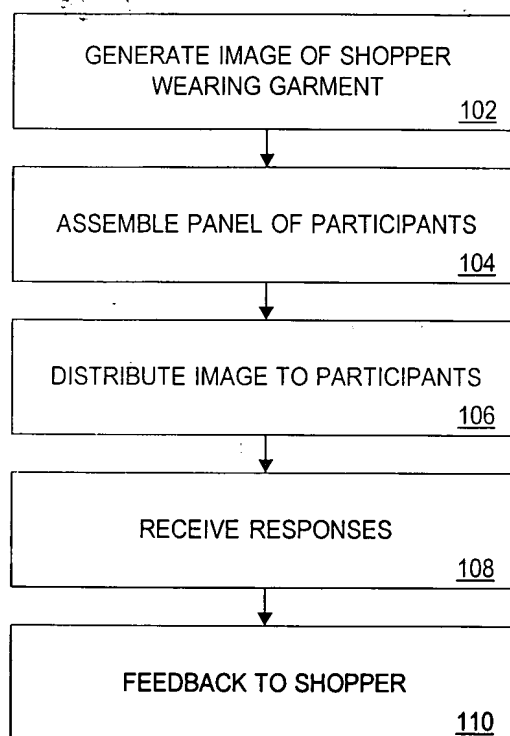 GENERATE IMAGE OF SHOPPER
WEARING GARMENT
102
ASSEMBLE PANEL OF PARTICIPANTS
104
DISTRIBUTE IMAGE TO PARTICIPANTS
106
RECEIVE RESPONSES
108
FEEDBACK TO SHOPPER
110